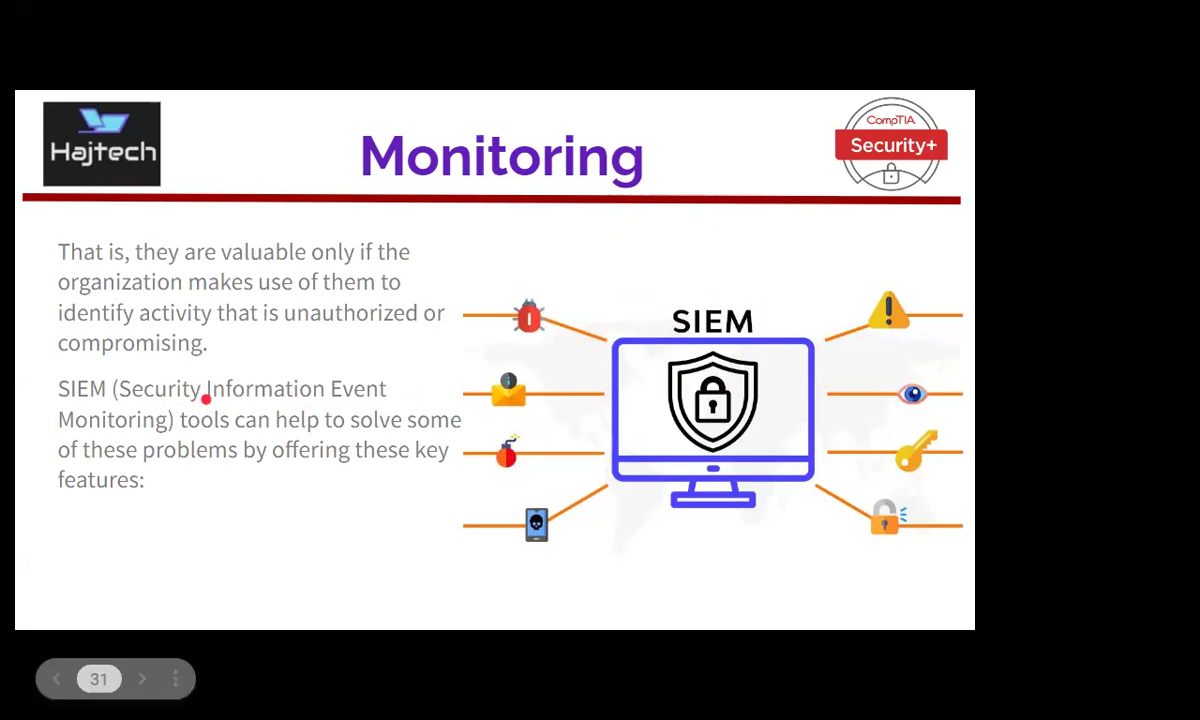 Hajtech
Monitoring
CompTIA
Security+
That is, they are valuable only if the
organization makes use of them to
identify activity that is unauthorized or
compromising.
SIEM (Security Information Event
Monitoring) tools can help to solve some
of these problems by offering these key
features:
SIEM
31